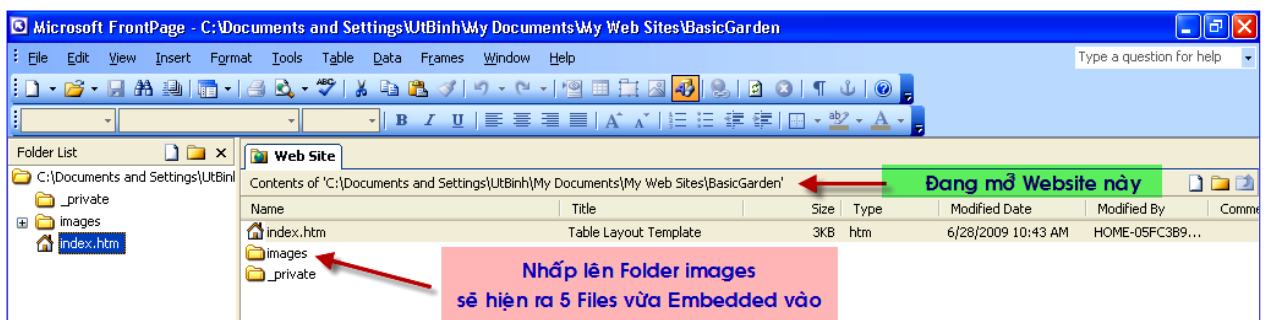 Microsoft FrontPage - C:\Documents and Settings\UtBinh\My Documents\My Web Sites\BasicGarden
File Edit View Insert Format Tools Table Data Frames Window Help Type a question for help
B I U A A A
Folder List
Web Site
C:\Documents and Settings\UtBinl
_private
images
index.htm
Contents of 'C:\Documents and Settings\UtBinh\My Documents\My Web Sites\BasicGarden'
Đang mở Website này
Name Title Size Type Modified Date Modified By Comme
index.htm Table Layout Template 3KB htm 6/28/2009 10:43 AM HOME-05FC3B9...
images
_private
Nhấp lên Folder images
sẽ hiện ra 5 Files vừa Embedded vào